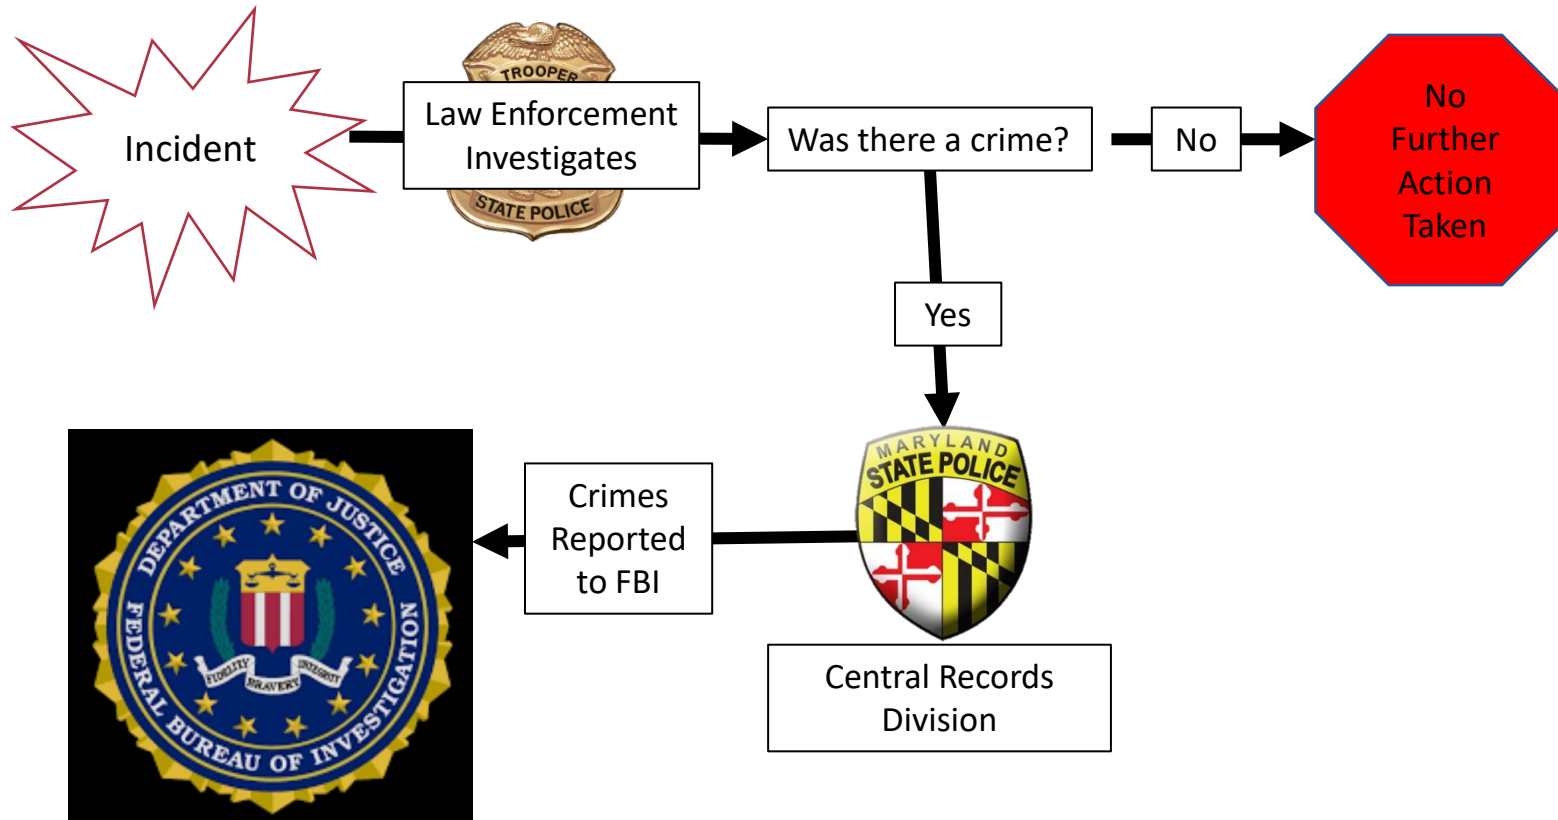 Incident
TROOPER
Law Enforcement
Investigates
STATE POLICE
Was there a crime?
No
No
Further
Action
Taken
Yes
MARYLAND
STATE POLICE
Central Records
Division
Crimes
Reported
to FBI
DEPARTMENT OF JUSTICE
FEDERAL BUREAU OF INVESTIGATION
FIDELITY
BRAVERY
INTEGRITY